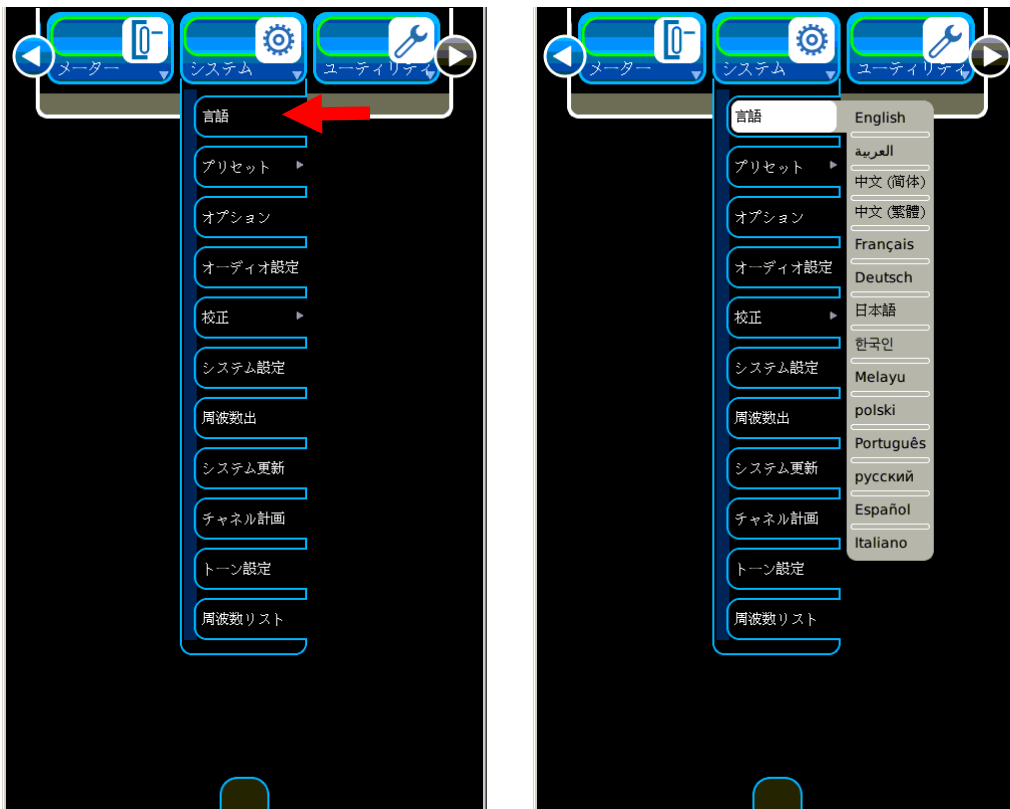 メーター
システム
ユーティリティ
言語
プリセット
オプション
オーディオ設定
校正
システム設定
周波数出
システム更新
チャネル計画
トーン設定
周波数リスト
メーター
システム
ユーティリティ
言語
プリセット
オプション
オーディオ設定
校正
システム設定
周波数出
システム更新
チャネル計画
トーン設定
周波数リスト
English
العربية
中文 (简体)
中文 (繁體)
Français
Deutsch
日本語
한국인
Melayu
polski
Português
русский
Español
Italiano